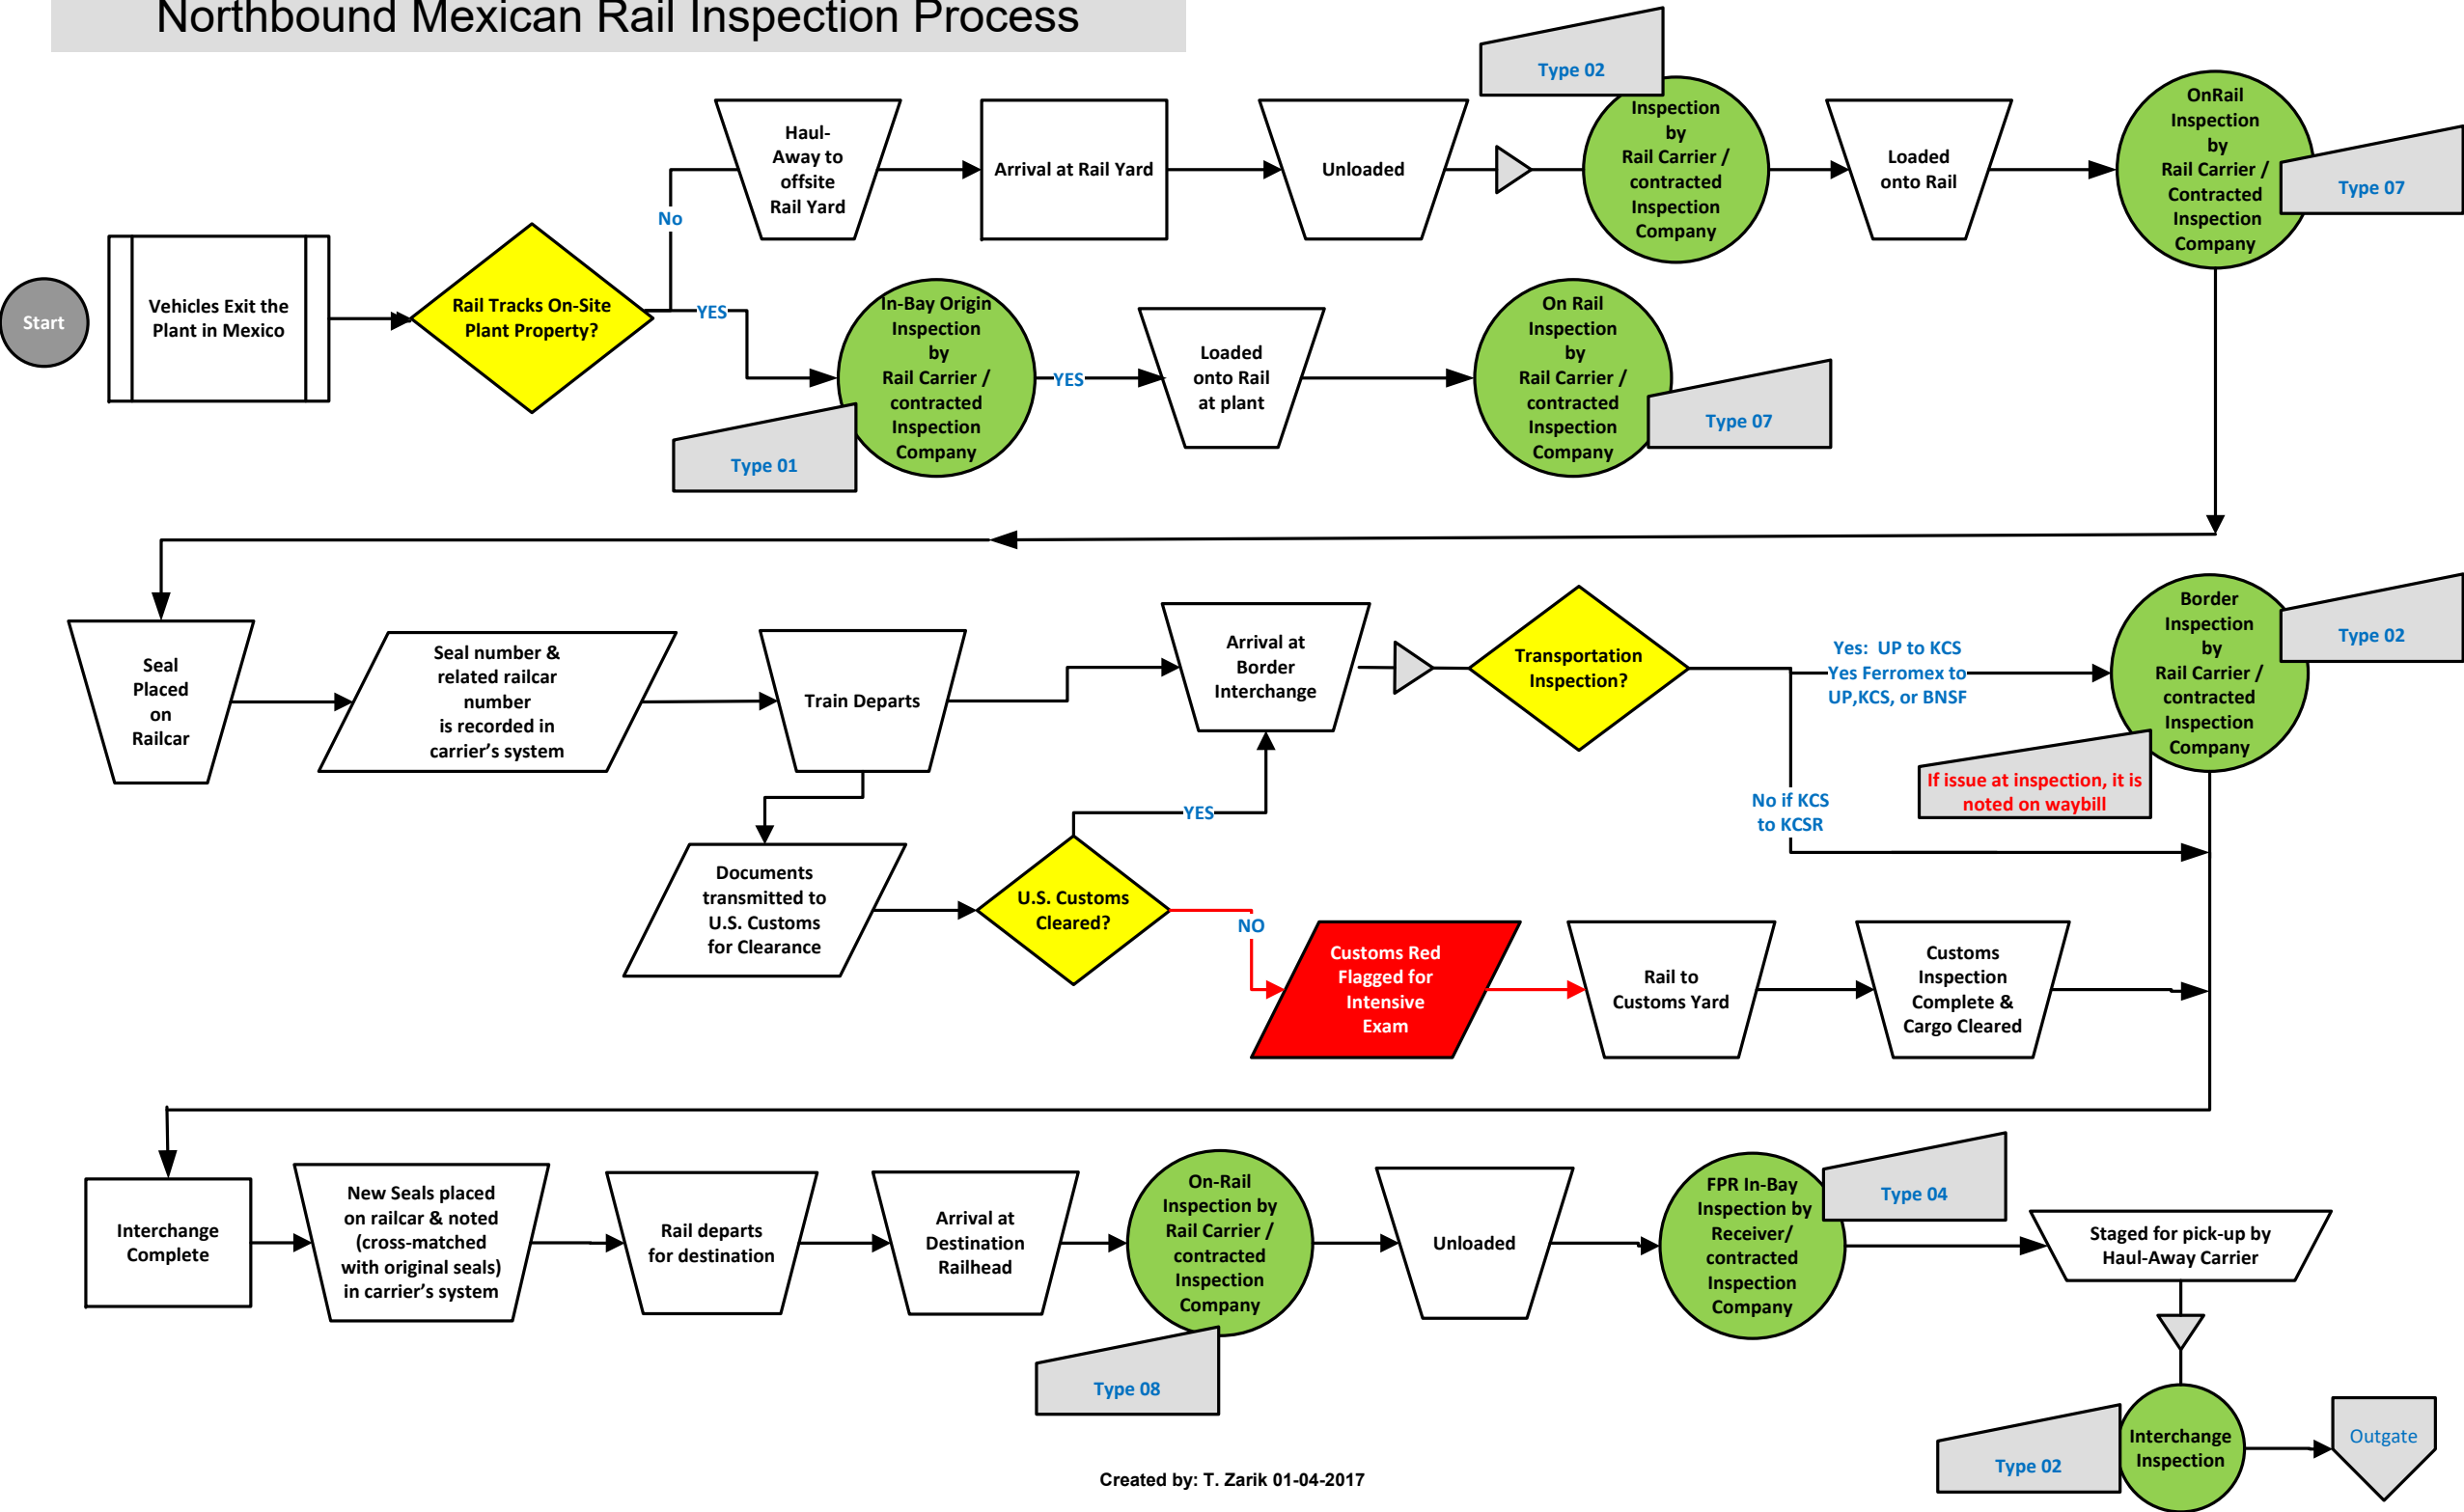 Northbound Mexican Rail Inspection Process
Type 02
Haul-
Away to
offsite
Rail Yard
Arrival at Rail Yard
Unloaded
Inspection
by
Rail Carrier /
contracted
Inspection
Company
Loaded
onto Rail
OnRail
Inspection
by
Rail Carrier /
Contracted
Inspection
Company
Type 07
No
Start
Vehicles Exit the
Plant in Mexico
Rail Tracks On-Site
Plant Property?
YES
In-Bay Origin
Inspection
by
Rail Carrier /
contracted
Inspection
Company
Type 01
YES
Loaded
onto Rail
at plant
On Rail
Inspection
by
Rail Carrier /
contracted
Inspection
Company
Type 07
Seal
Placed
on
Railcar
Seal number &
related railcar
number
is recorded in
carrier's system
Train Departs
Arrival at
Border
Interchange
Transportation
Inspection?
Yes:  UP to KCS
Yes Ferromex to
UP,KCS, or BNSF
Border
Inspection
by
Rail Carrier /
contracted
Inspection
Company
Type 02
If issue at inspection, it is
noted on waybill
No if KCS
to KCSR
YES
Documents
transmitted to
U.S. Customs
for Clearance
U.S. Customs
Cleared?
NO
Customs Red
Flagged for
Intensive
Exam
Rail to
Customs Yard
Customs
Inspection
Complete &
Cargo Cleared
Interchange
Complete
New Seals placed
on railcar & noted
(cross-matched
with original seals)
in carrier's system
Rail departs
for destination
Arrival at
Destination
Railhead
On-Rail
Inspection by
Rail Carrier /
contracted
Inspection
Company
Type 08
Unloaded
FPR In-Bay
Inspection by
Receiver/
contracted
Inspection
Company
Type 04
Staged for pick-up by
Haul-Away Carrier
Type 02
Interchange
Inspection
Outgate
Created by: T. Zarik 01-04-2017